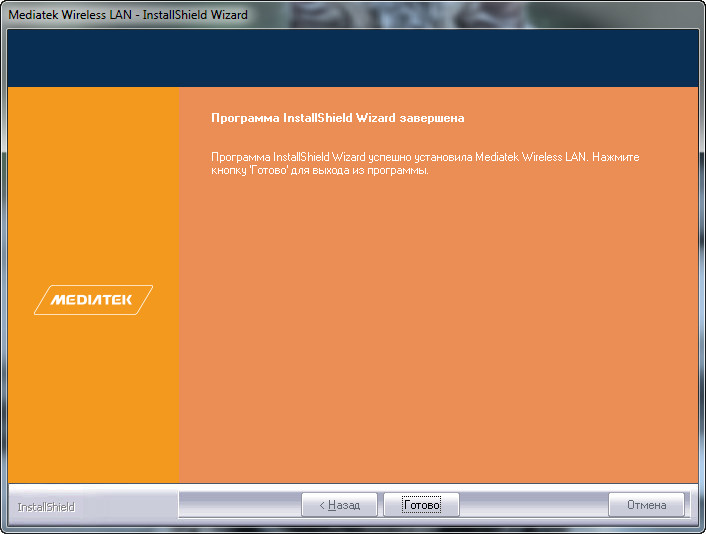 Mediatek Wireless LAN - InstallShield Wizard
Программа InstallShield Wizard завершена
Программа InstallShield Wizard успешно установила Mediatek Wireless LAN. Нажмите
кнопку 'Готово' для выхода из программы.
MEDIATEK
InstallShield
< Назад
Готово
Отмена